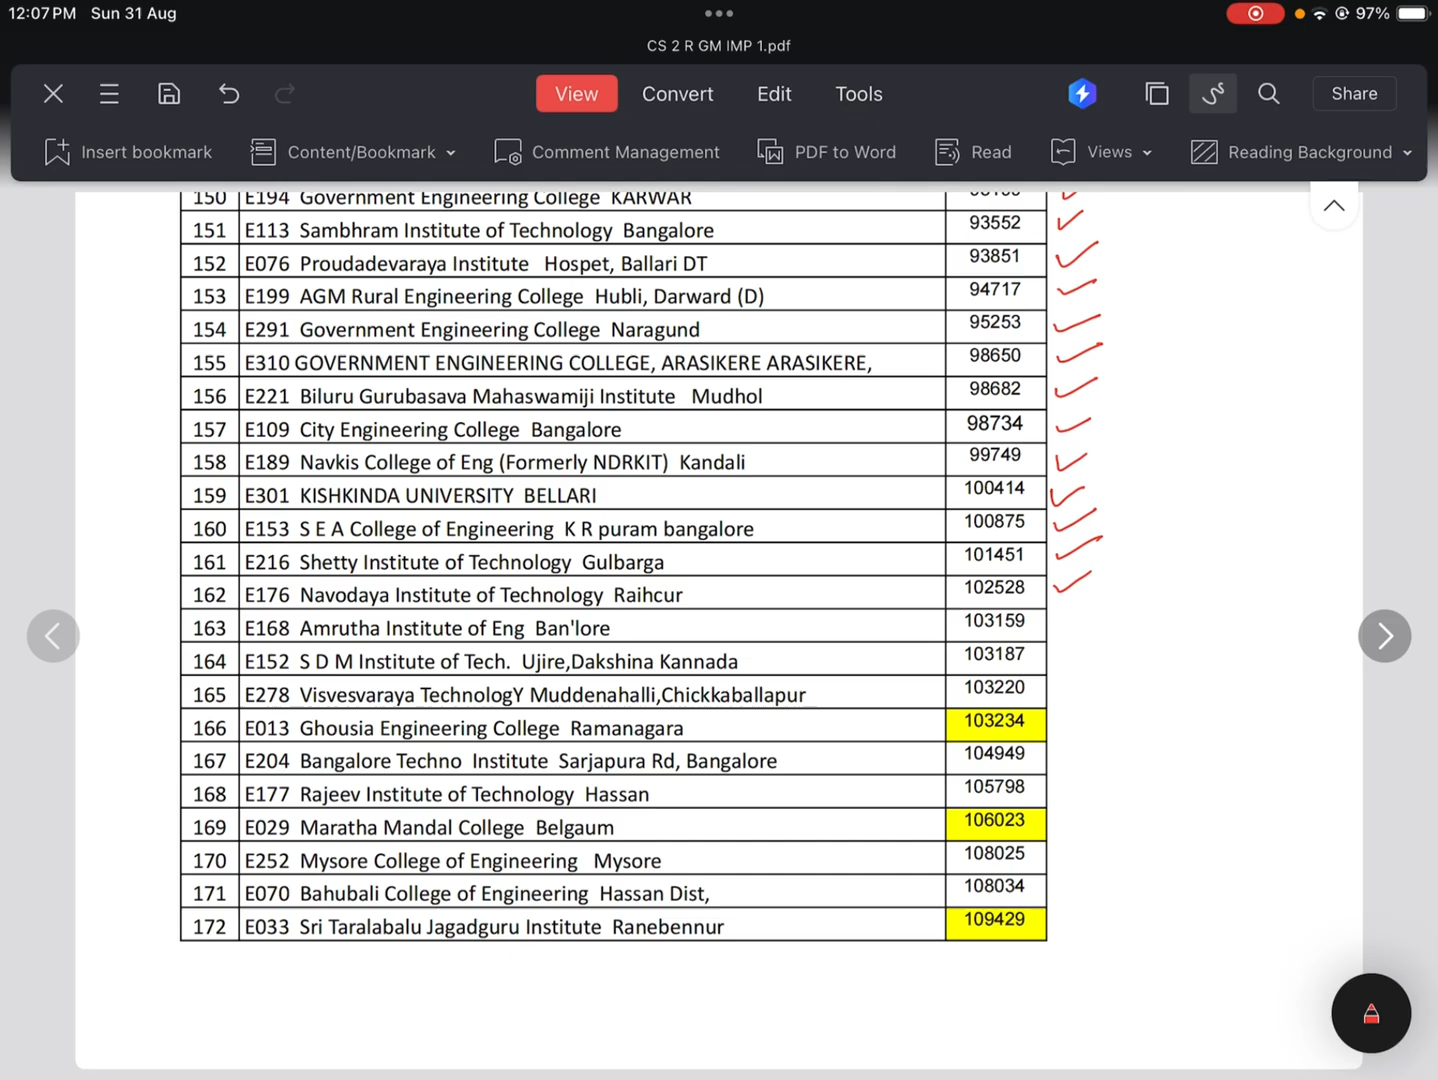 12:07 PM Sun 31 Aug
97%
CS 2 R GM IMP 1.pdf
View Convert Edit Tools Share
Insert bookmark Content/Bookmark Comment Management PDF to Word Read Views Reading Background
150 E194 Government Engineering College KARWAR
151 E113 Sambhram Institute of Technology Bangalore 93552
152 E076 Proudadevaraya Institute Hospet, Ballari DT 93851
153 E199 AGM Rural Engineering College Hubli, Darward (D) 94717
154 E291 Government Engineering College Naragund 95253
155 E310 GOVERNMENT ENGINEERING COLLEGE, ARASIKERE ARASIKERE, 98650
156 E221 Biluru Gurubasava Mahaswamiji Institute Mudhol 98682
157 E109 City Engineering College Bangalore 98734
158 E189 Navkis College of Eng (Formerly NDRKIT) Kandali 99749
159 E301 KISHKINDA UNIVERSITY BELLARI 100414
160 E153 S E A College of Engineering K R puram bangalore 100875
161 E216 Shetty Institute of Technology Gulbarga 101451
162 E176 Navodaya Institute of Technology Raihcur 102528
163 E168 Amrutha Institute of Eng Ban'lore 103159
164 E152 S D M Institute of Tech. Ujire,Dakshina Kannada 103187
165 E278 Visvesvaraya TechnologY Muddenahalli,Chickkaballapur 103220
166 E013 Ghousia Engineering College Ramanagara 103234
167 E204 Bangalore Techno Institute Sarjapura Rd, Bangalore 104949
168 E177 Rajeev Institute of Technology Hassan 105798
169 E029 Maratha Mandal College Belgaum 106023
170 E252 Mysore College of Engineering Mysore 108025
171 E070 Bahubali College of Engineering Hassan Dist, 108034
172 E033 Sri Taralabalu Jagadguru Institute Ranebennur 109429